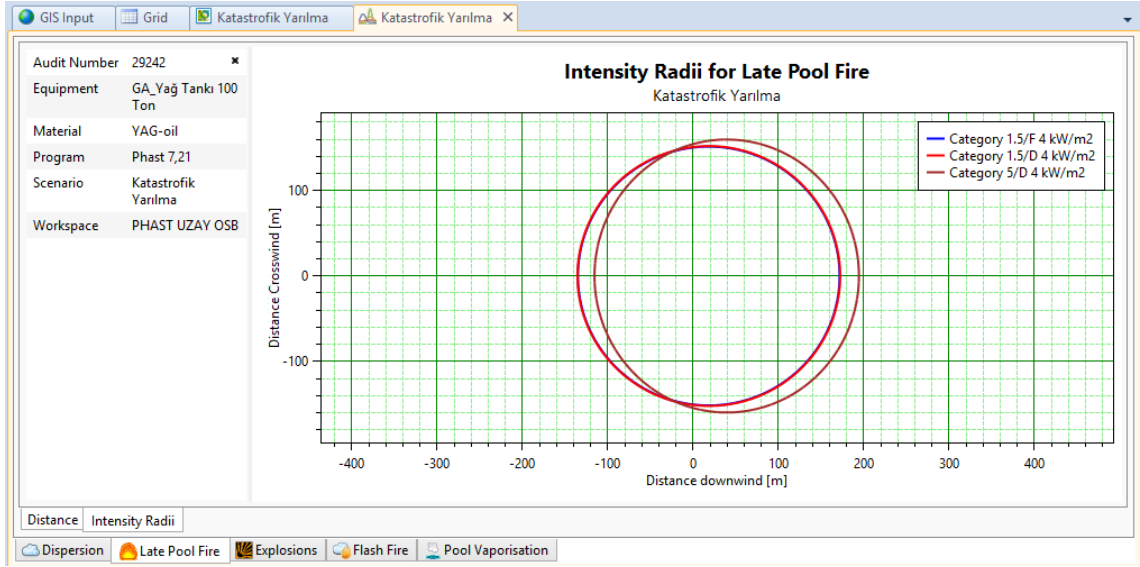 GIS Input
Grid
Katastrofik Yarılma
Katastrofik Yarılma
Audit Number 29242
Equipment GA_Yağ Tankı 100
Ton
Material YAG-oil
Program Phast 7,21
Scenario Katastrofik
Yarılma
Workspace PHAST UZAY OSB
Intensity Radii for Late Pool Fire
Katastrofik Yarılma
Category 1.5/F 4 kW/m2
Category 1.5/D 4 kW/m2
Category 5/D 4 kW/m2
Distance Crosswind [m]
100
0
-100
-400 -300 -200 -100 0 100 200 300 400
Distance downwind [m]
Distance Intensity Radii
Dispersion Late Pool Fire Explosions Flash Fire Pool Vaporisation